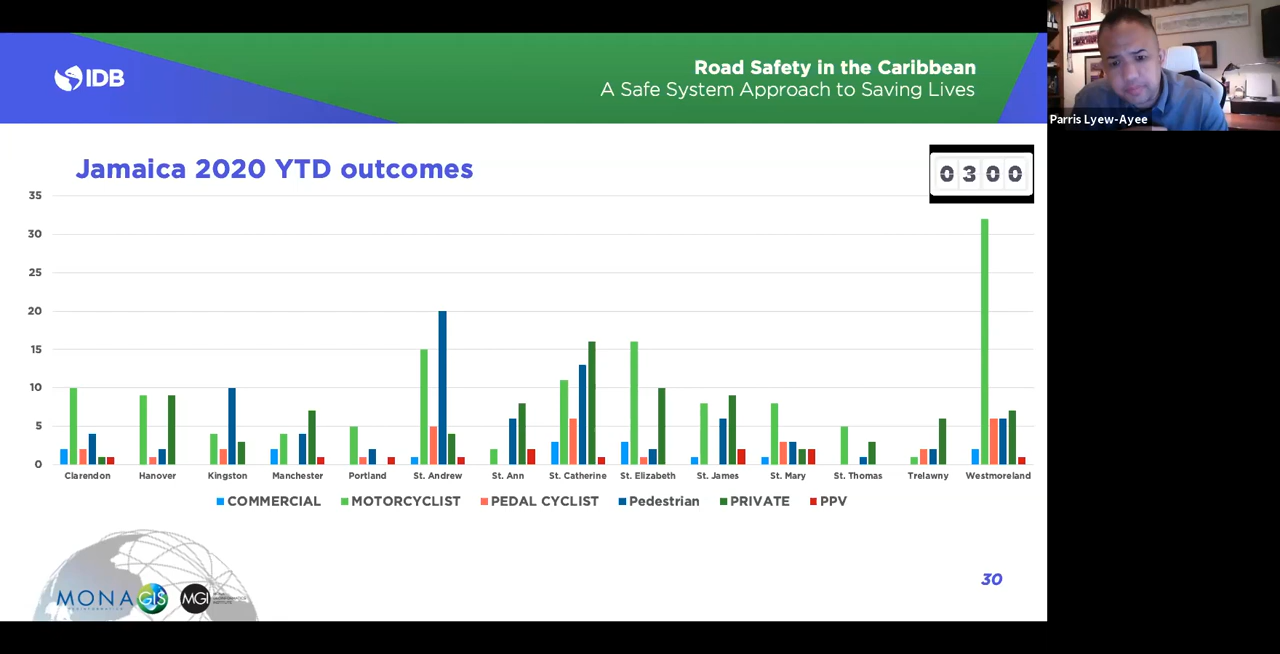 IDB
Road Safety in the Caribbean
A Safe System Approach to Saving Lives
Parris Lyew-Ayee
Jamaica 2020 YTD outcomes
0300
35
30
25
20
15
10
5
0
Clarendon Hanover Kingston Manchester Portland St. Andrew St. Ann St. Catherine St. Elizabeth St. James St. Mary St. Thomas Trelawny Westmoreland
COMMERCIAL MOTORCYCLIST PEDAL CYCLIST Pedestrian PRIVATE PPV
30
MONA GIS MGI